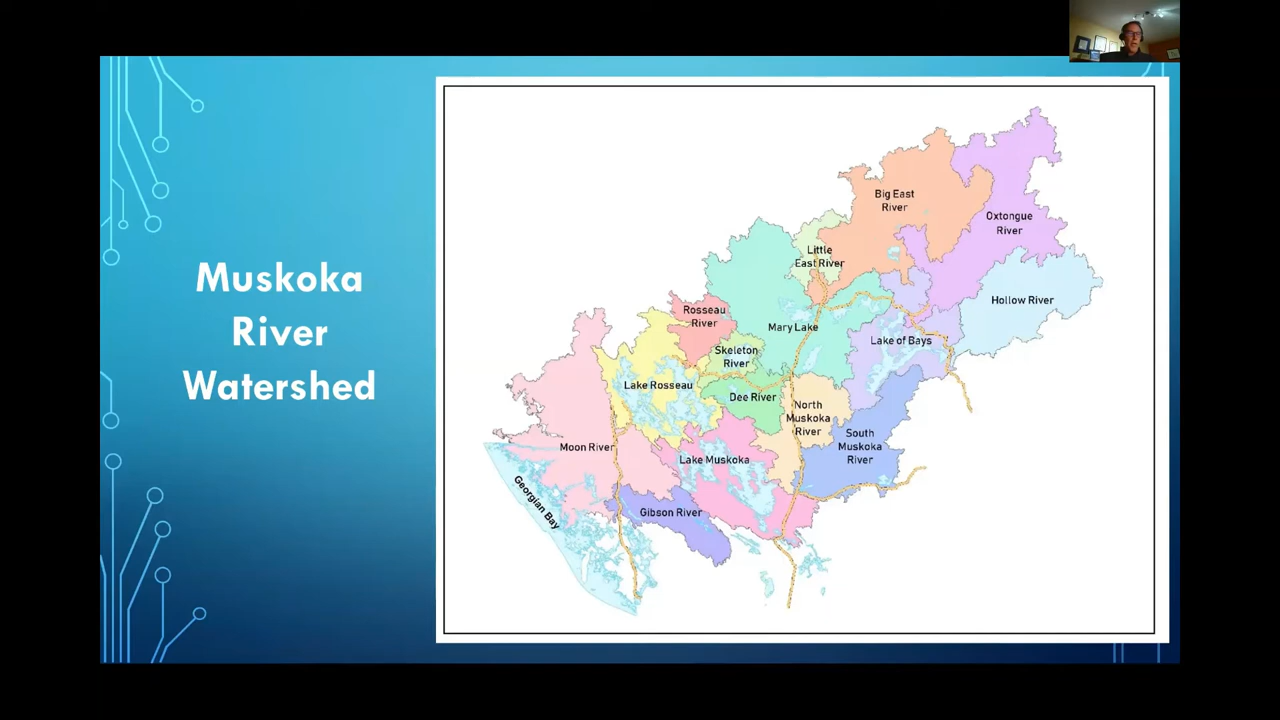 Muskoka
River
Watershed
Big East
River
Oxtongue
River
Little
East River
Hollow River
Rosseau
River
Mary Lake
Lake of Bays
Skeleton
River
Lake Rosseau
Dee River
North
Muskoka
River
South
Muskoka
River
Moon River
Lake Muskoka
Georgian Bay
Gibson River